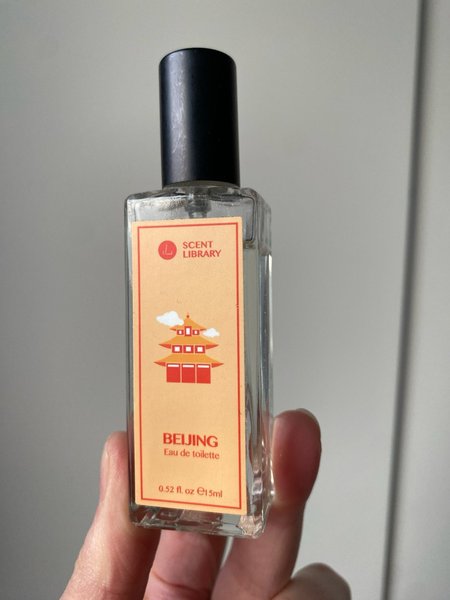 SCENT
LIBRARY
BEIJING
Eau de toilette
0.52 fl. oz ℮15ml